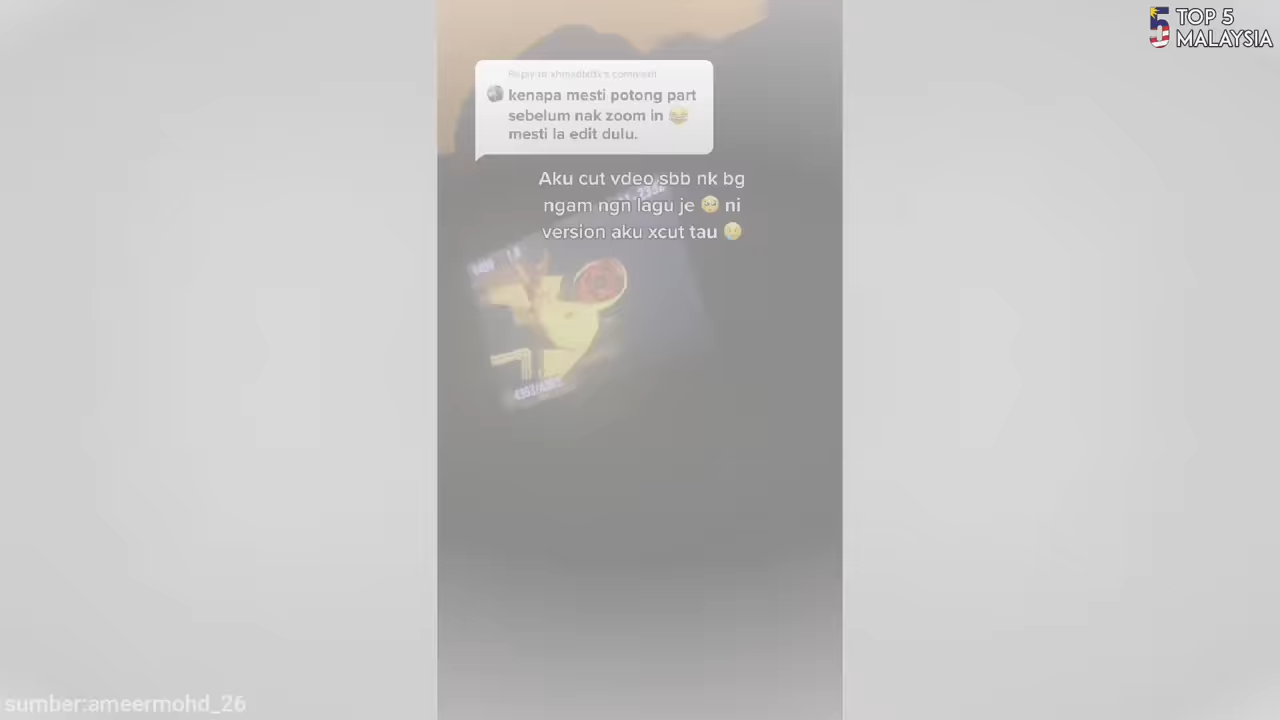 TOP 5
MALAYSIA
kenapa mesti potong part
sebelum nak zoom in 😂
mesti la edit dulu.
Aku cut vdeo sbb nk bg
ngam ngn lagu je 🥺 ni
version aku xcut tau 😢
sumber:ameermohd_26